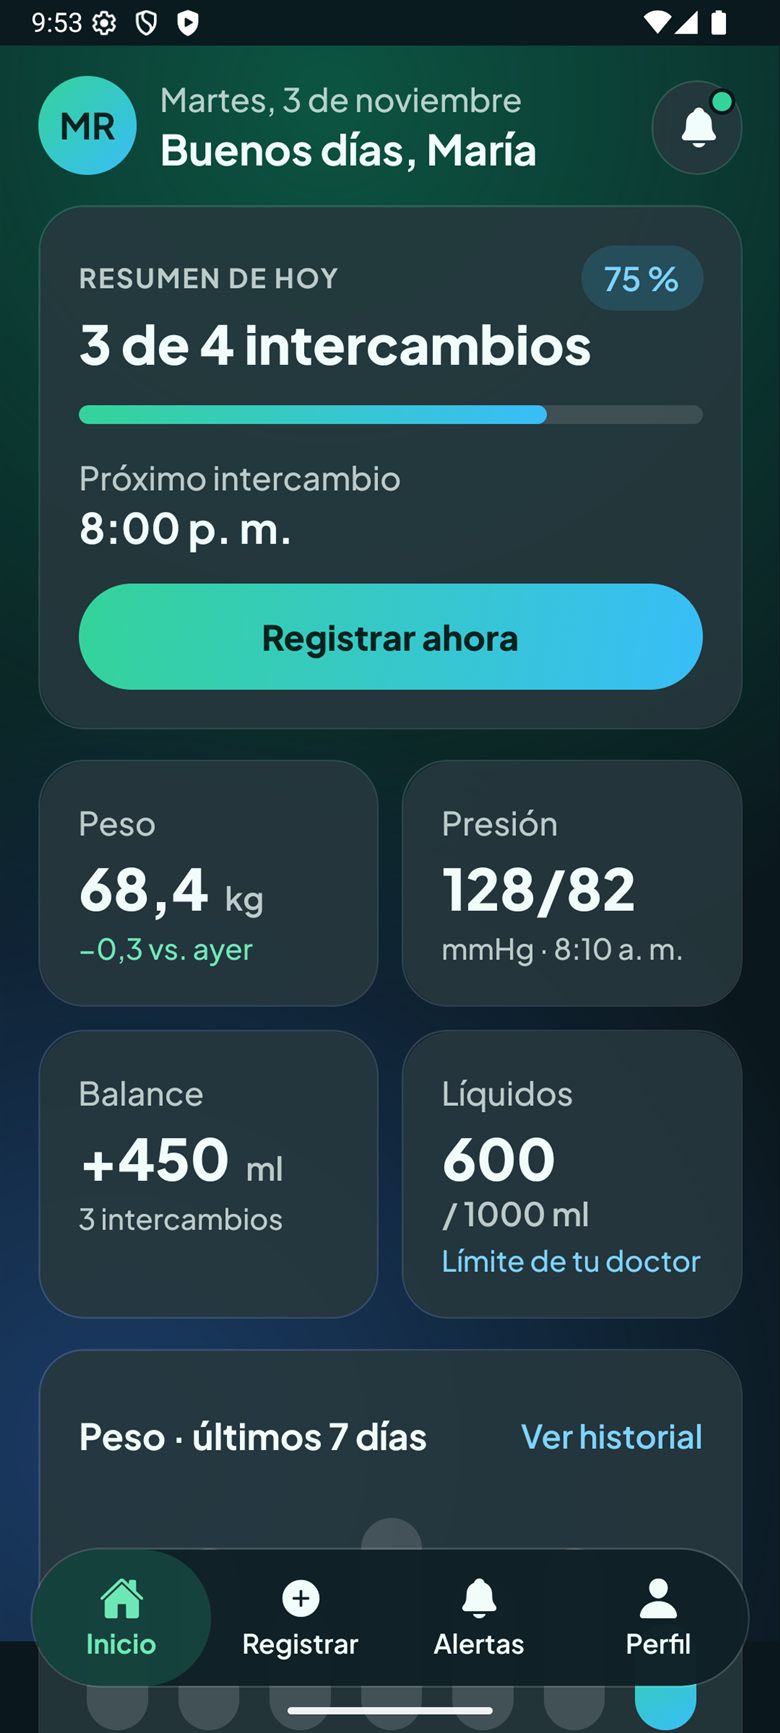 9:53
MR
Martes, 3 de noviembre
Buenos días, María
RESUMEN DE HOY
75 %
3 de 4 intercambios
Próximo intercambio
8:00 p. m.
Registrar ahora
Peso
68,4 kg
−0,3 vs. ayer
Presión
128/82
mmHg · 8:10 a. m.
Balance
+450 ml
3 intercambios
Líquidos
600
/ 1000 ml
Límite de tu doctor
Peso · últimos 7 días
Ver historial
Inicio
Registrar
Alertas
Perfil